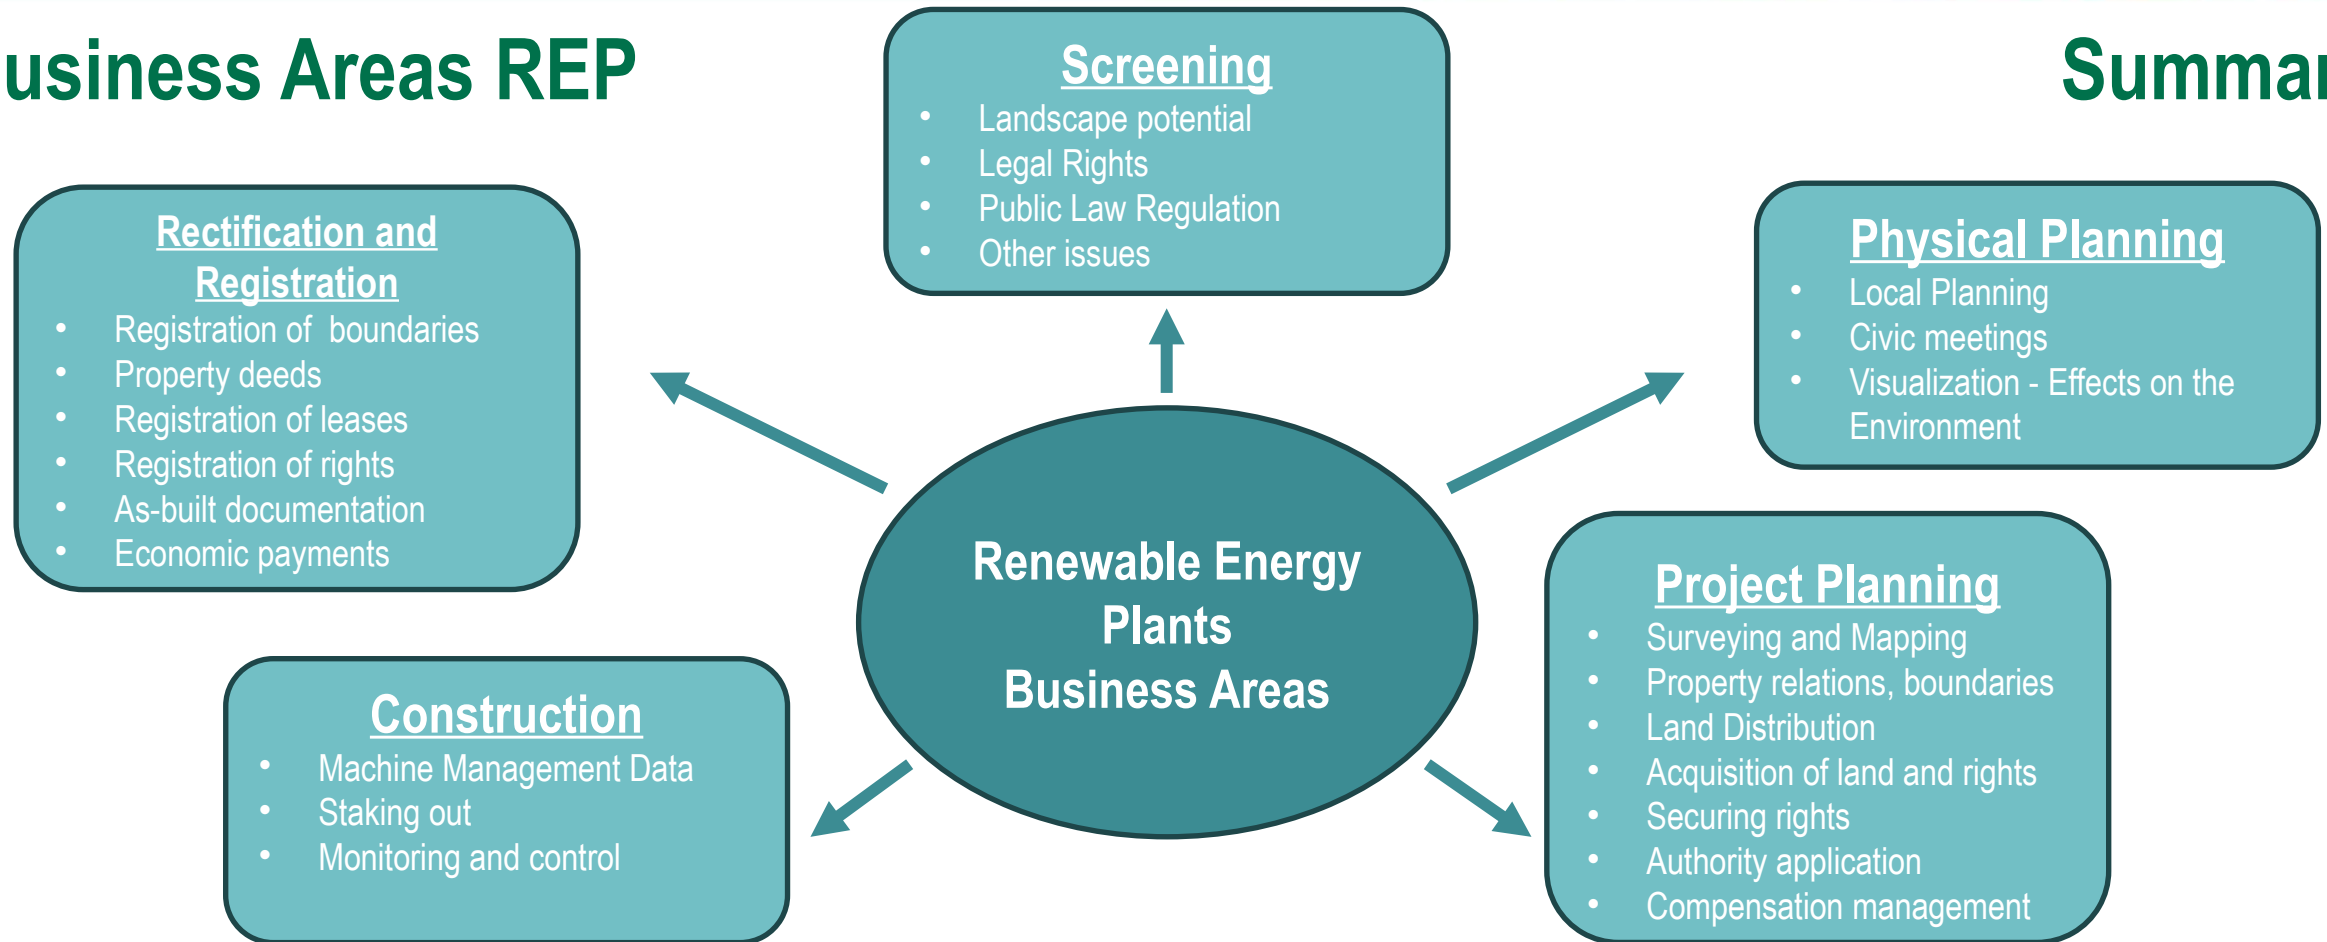 usiness Areas REP
Summar
Screening
• Landscape potential
• Legal Rights
• Public Law Regulation
• Other issues
Rectification and
Registration
• Registration of boundaries
• Property deeds
• Registration of leases
• Registration of rights
• As-built documentation
• Economic payments
Physical Planning
• Local Planning
• Civic meetings
• Visualization - Effects on the
Environment
Renewable Energy
Plants
Business Areas
Construction
• Machine Management Data
• Staking out
• Monitoring and control
Project Planning
• Surveying and Mapping
• Property relations, boundaries
• Land Distribution
• Acquisition of land and rights
• Securing rights
• Authority application
• Compensation management